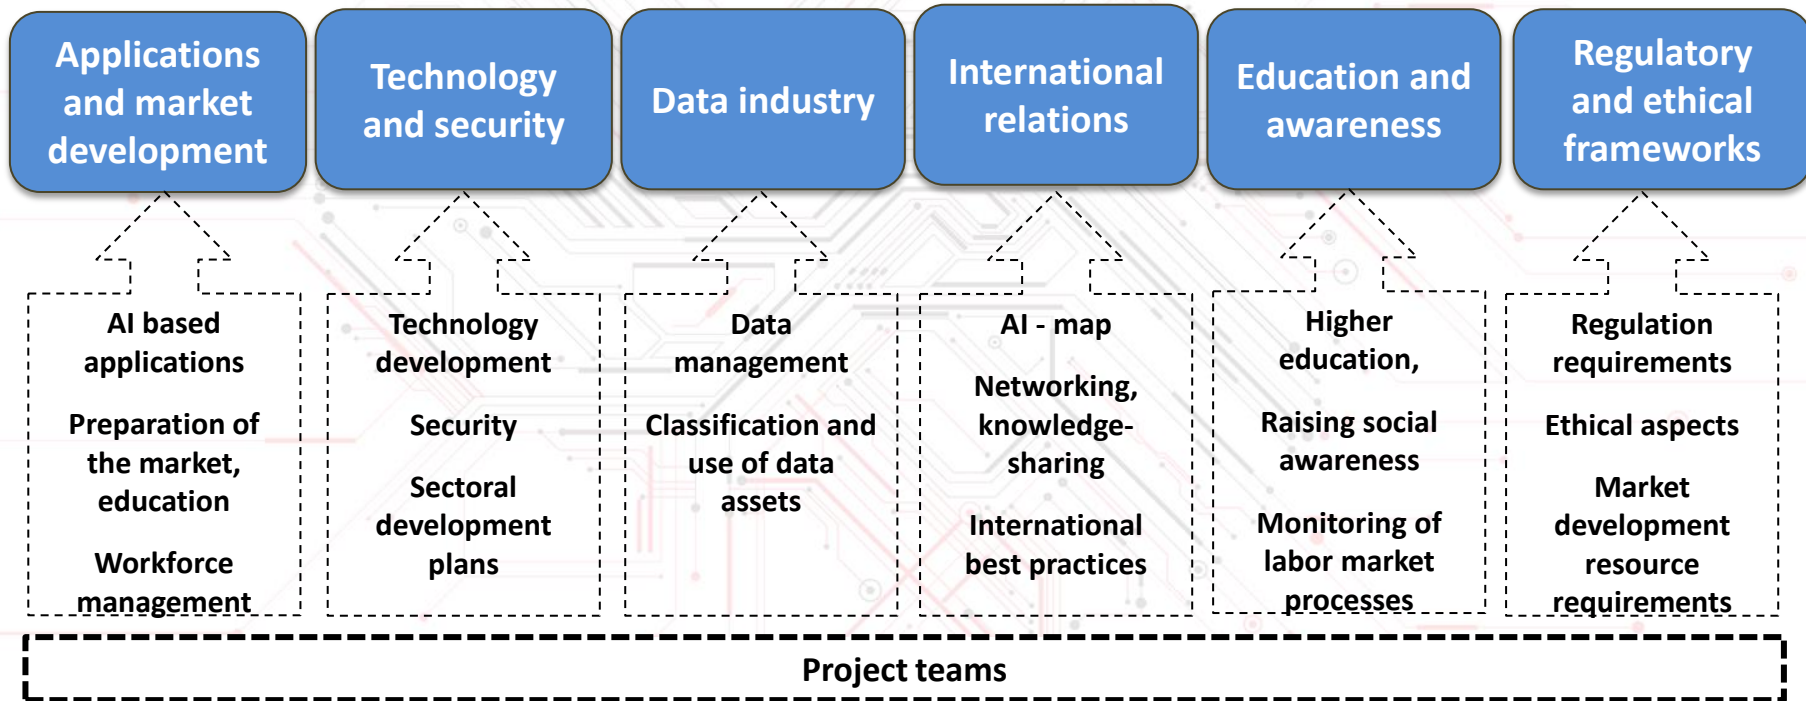 Applications
and market
development
Technology
and security
Data industry
International
relations
Education and
awareness
Regulatory
and ethical
frameworks
AI based
applications
Preparation of
the market,
education
Workforce
management
Technology
development
Security
Sectoral
development
plans
Data
management
Classification and
use of data
assets
AI - map
Networking,
knowledge-
sharing
International
best practices
Higher
education,
Raising social
awareness
Monitoring of
labor market
processes
Regulation
requirements
Ethical aspects
Market
development
resource
requirements
Project teams